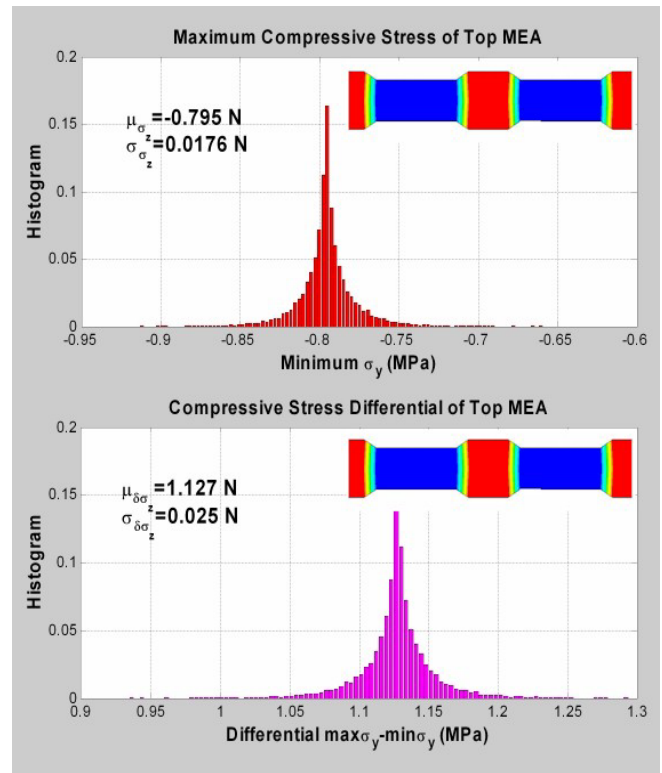 Maximum Compressive Stress of Top MEA
0.2
0.15
0.1
0.05
0
Histogram
μσz=-0.795 N
σσz=0.0176 N
-0.95 -0.9 -0.85 -0.8 -0.75 -0.7 -0.65 -0.6
Minimum σy (MPa)
Compressive Stress Differential of Top MEA
0.2
0.15
0.1
0.05
0
Histogram
μδσz=1.127 N
σδσz=0.025 N
0.9 0.95 1 1.05 1.1 1.15 1.2 1.25 1.3
Differential maxσy-minσy (MPa)